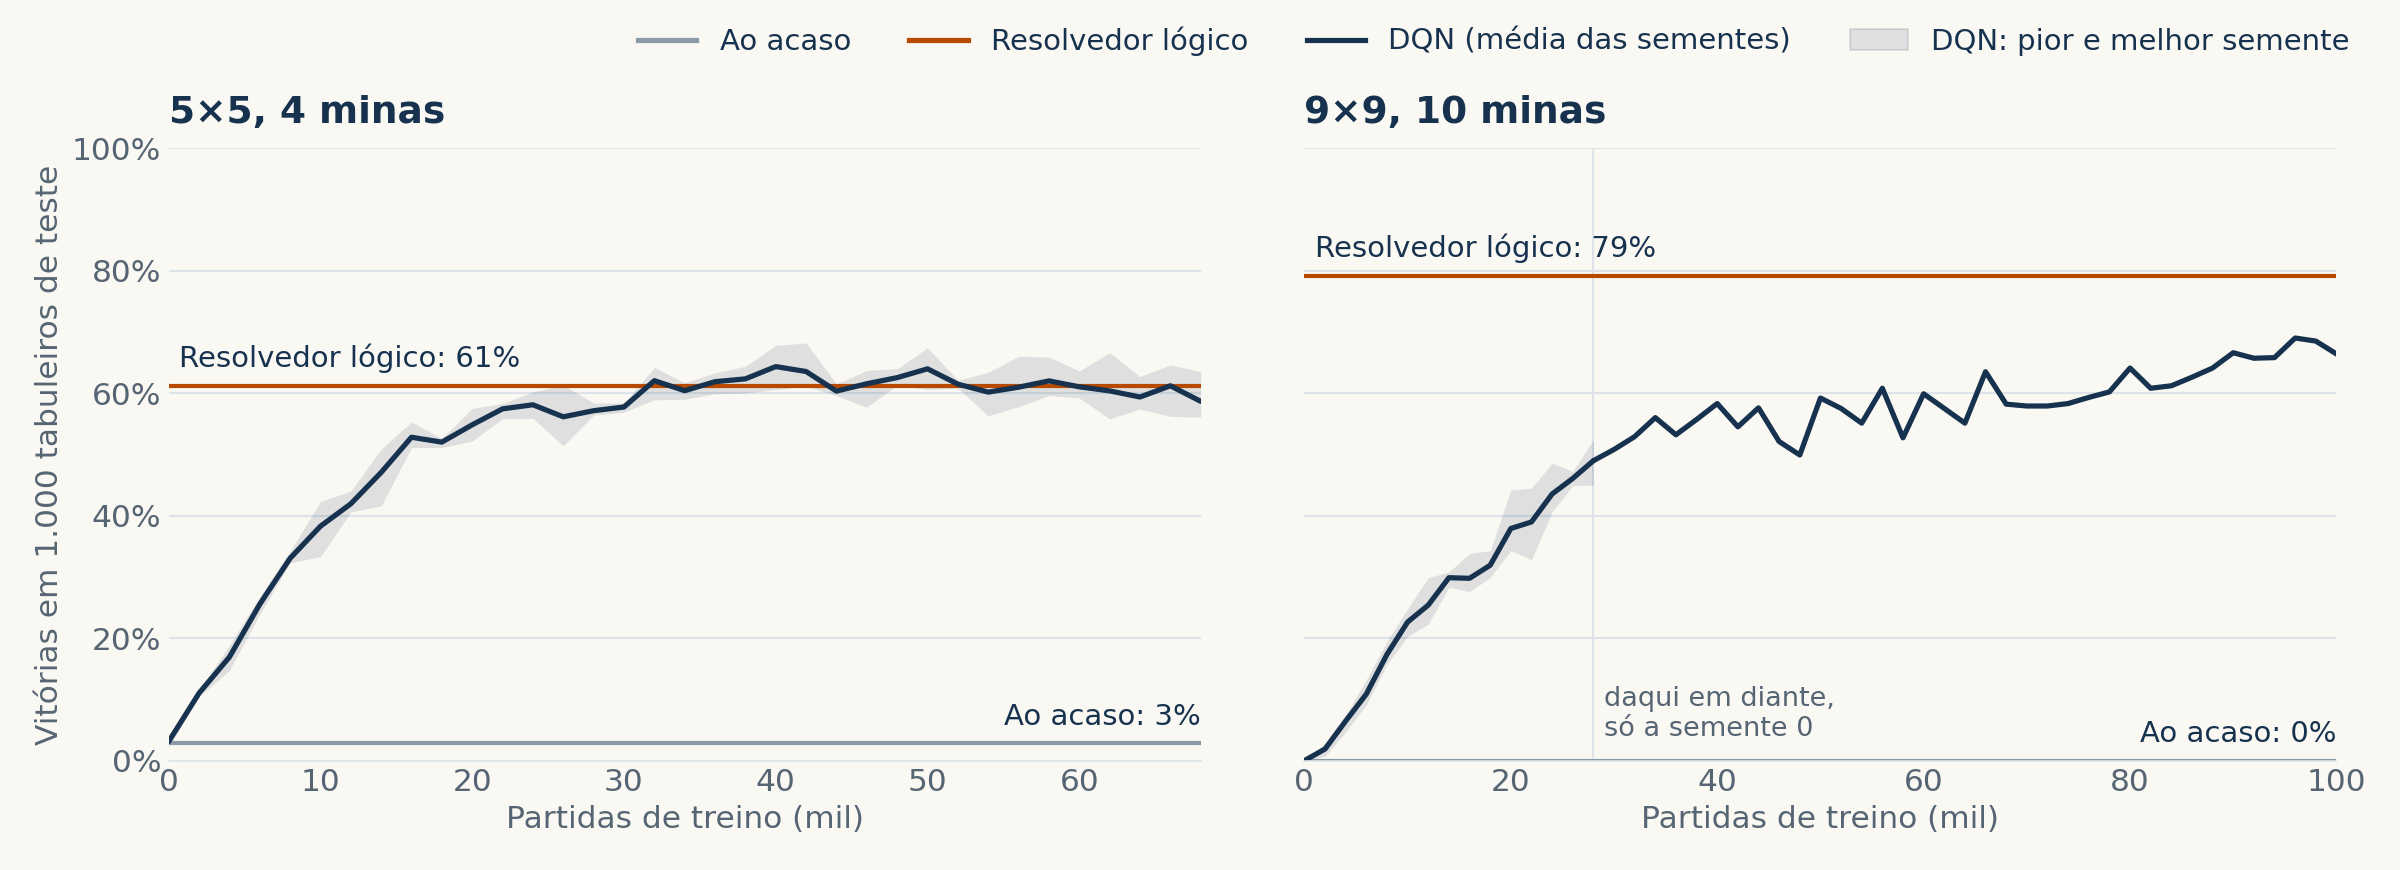 Ao acaso
Resolvedor lógico
DQN (média das sementes)
DQN: pior e melhor semente
5×5, 4 minas
Vitórias em 1.000 tabuleiros de teste
100%
80%
60%
40%
20%
0%
Resolvedor lógico: 61%
Ao acaso: 3%
0 10 20 30 40 50 60
Partidas de treino (mil)
9×9, 10 minas
Resolvedor lógico: 79%
daqui em diante,
só a semente 0
Ao acaso: 0%
0 20 40 60 80 100
Partidas de treino (mil)